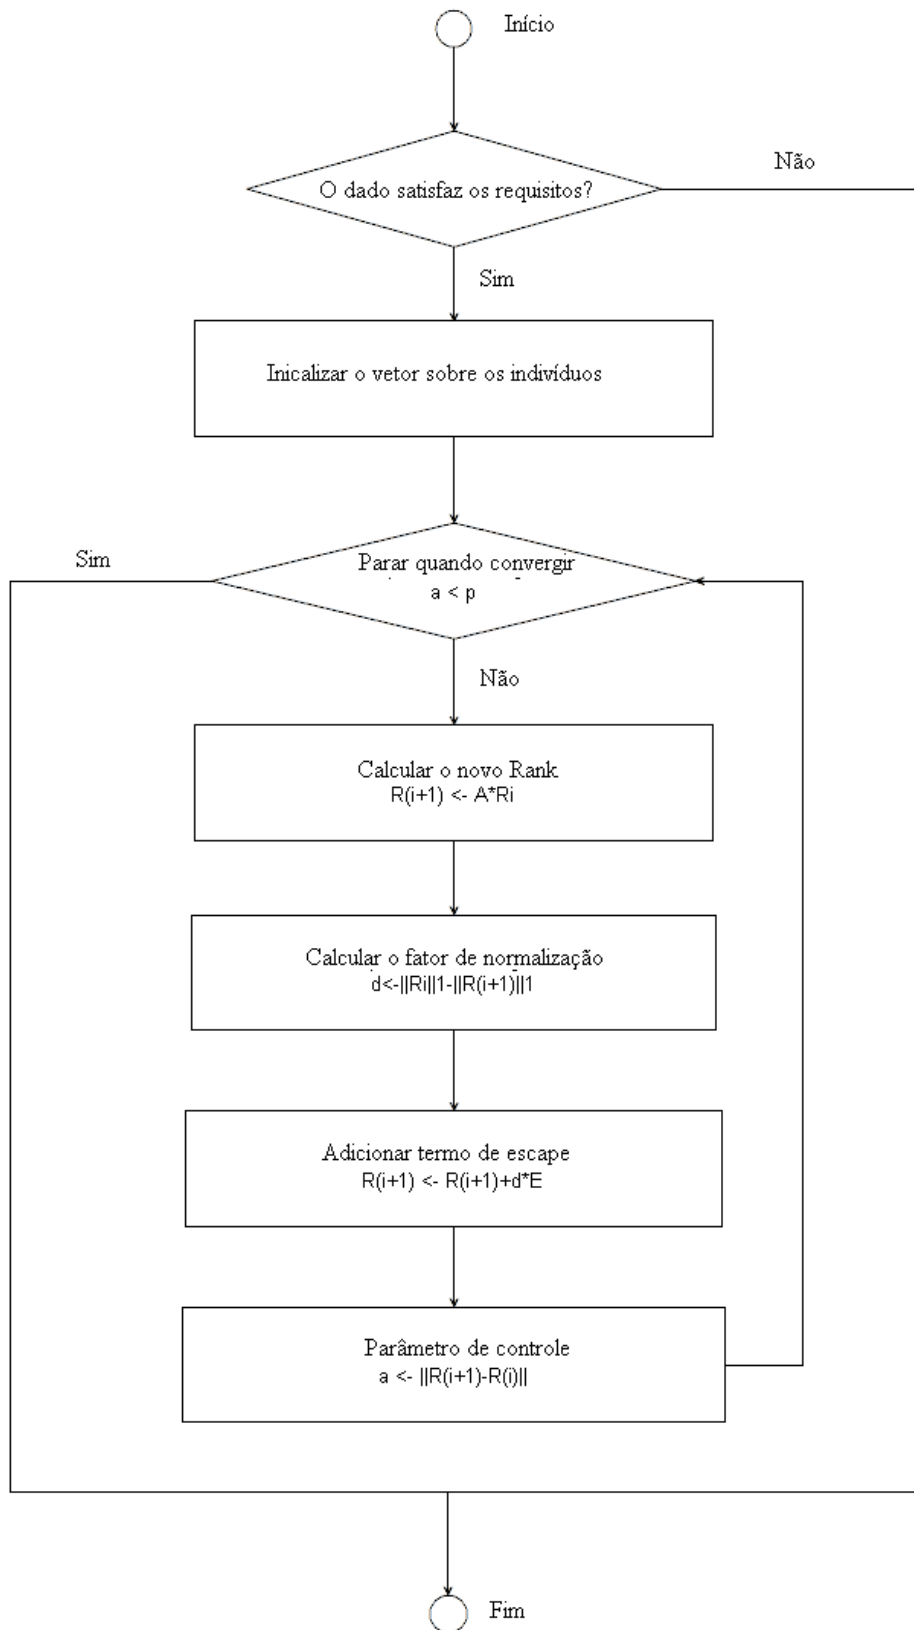 Início
O dado satisfaz os requisitos?
Não
Sim
Inicalizar o vetor sobre os indivíduos
Sim
Parar quando convergir
a < p
Não
Calcular o novo Rank
R(i+1) <- A*Ri
Calcular o fator de normalização
d<-||Ri||1-||R(i+1)||1
Adicionar termo de escape
R(i+1) <- R(i+1)+d*E
Parâmetro de controle
a <- ||R(i+1)-R(i)||
Fim